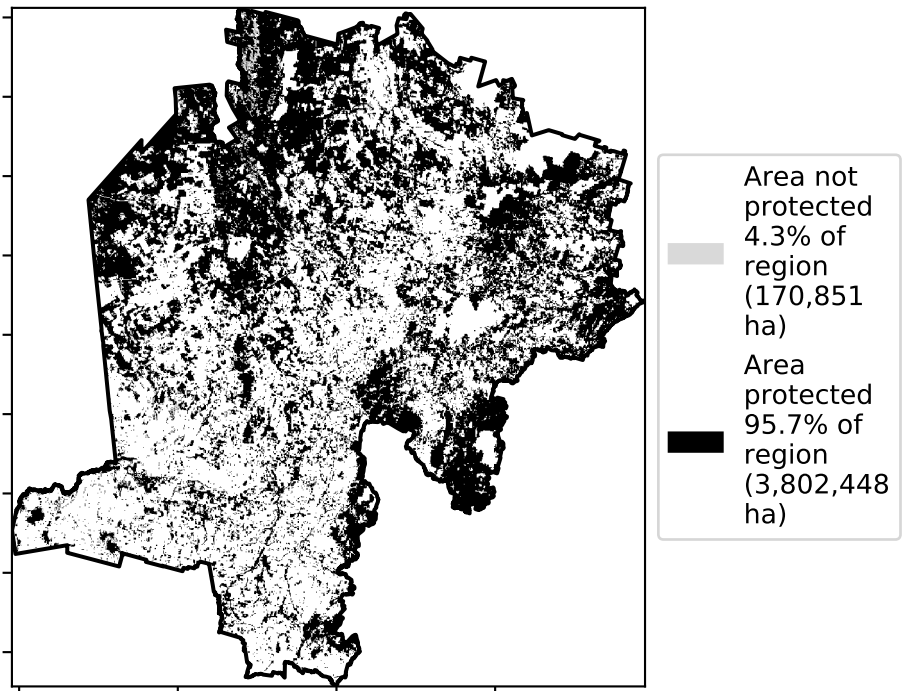 Area not
protected
4.3% of
region
(170,851
ha)
Area
protected
95.7% of
region
(3,802,448
ha)